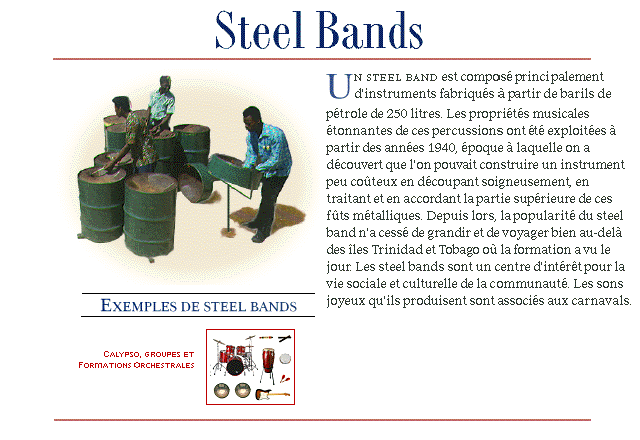 Steel Bands
UN STEEL BAND est composé principalement
d'instruments fabriqués à partir de barils de
pétrole de 250 litres. Les propriétés musicales
étonnantes de ces percussions ont été exploitées à
partir des années 1940, époque à laquelle on a
découvert que l'on pouvait construire un instrument
peu coûteux en découpant soigneusement, en
traitant et en accordant la partie supérieure de ces
fûts métalliques. Depuis lors, la popularité du steel
band n'a cessé de grandir et de voyager bien au-delà
des îles Trinidad et Tobago où la formation a vu le
jour. Les steel bands sont un centre d'intérêt pour la
vie sociale et culturelle de la communauté. Les sons
joyeux qu'ils produisent sont associés aux carnavals.
EXEMPLES DE STEEL BANDS
CALYPSO, GROUPES ET
FORMATIONS ORCHESTRALES